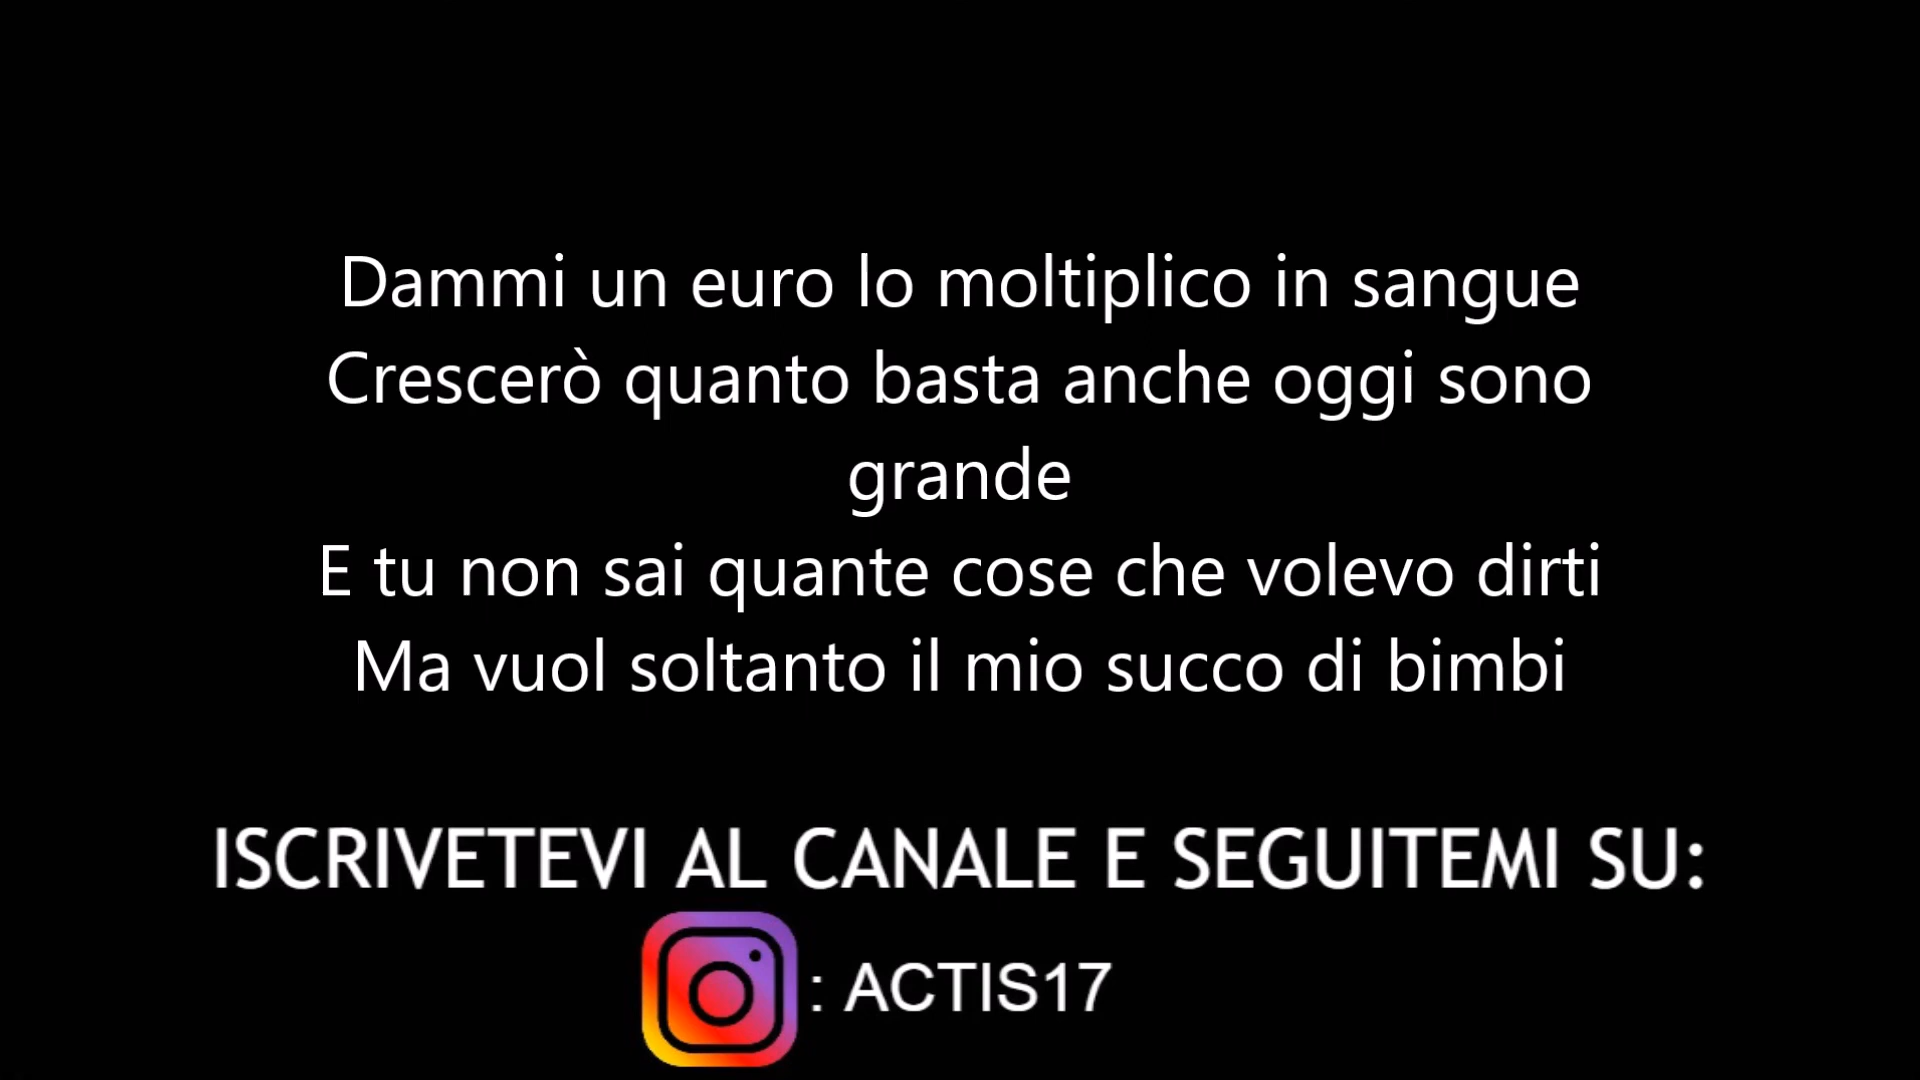 Dammi un euro lo moltiplico in sangue
Crescerò quanto basta anche oggi sono
grande
E tu non sai quante cose che volevo dirti
Ma vuol soltanto il mio succo di bimbi
ISCRIVETEVI AL CANALE E SEGUITEMI SU:
: ACTIS17